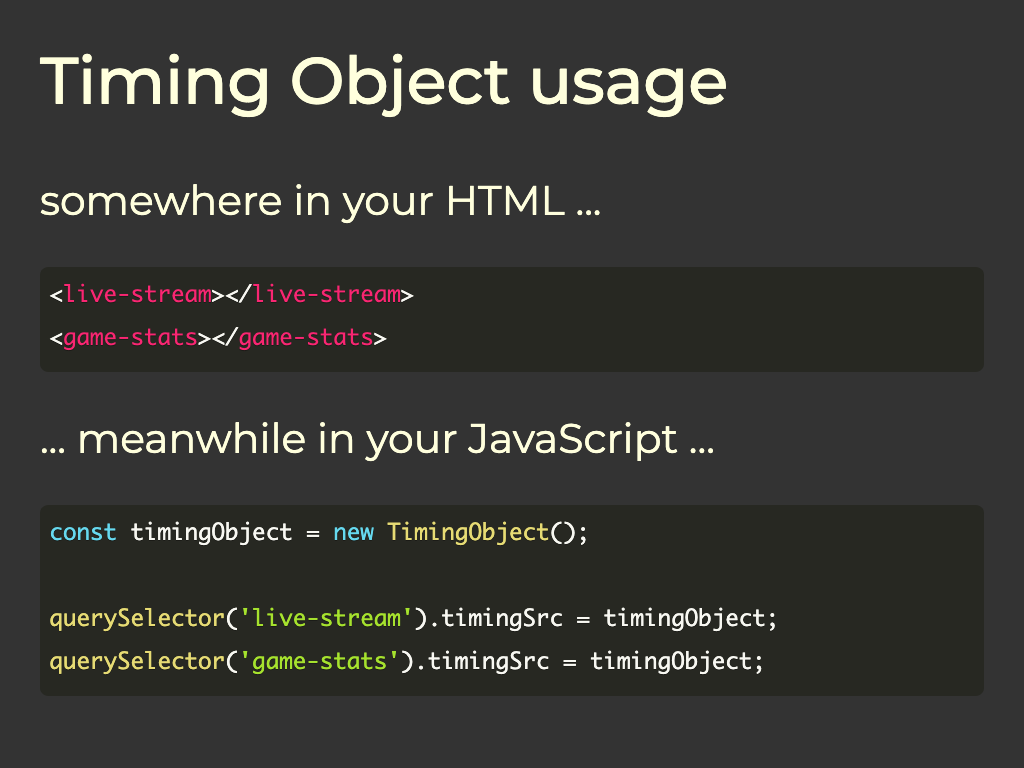 Timing Object usage
somewhere in your HTML ...
<live-stream></live-stream>
<game-stats></game-stats>
... meanwhile in your JavaScript ...
const timingObject = new TimingObject();
querySelector('live-stream').timingSrc = timingObject;
querySelector('game-stats').timingSrc = timingObject;